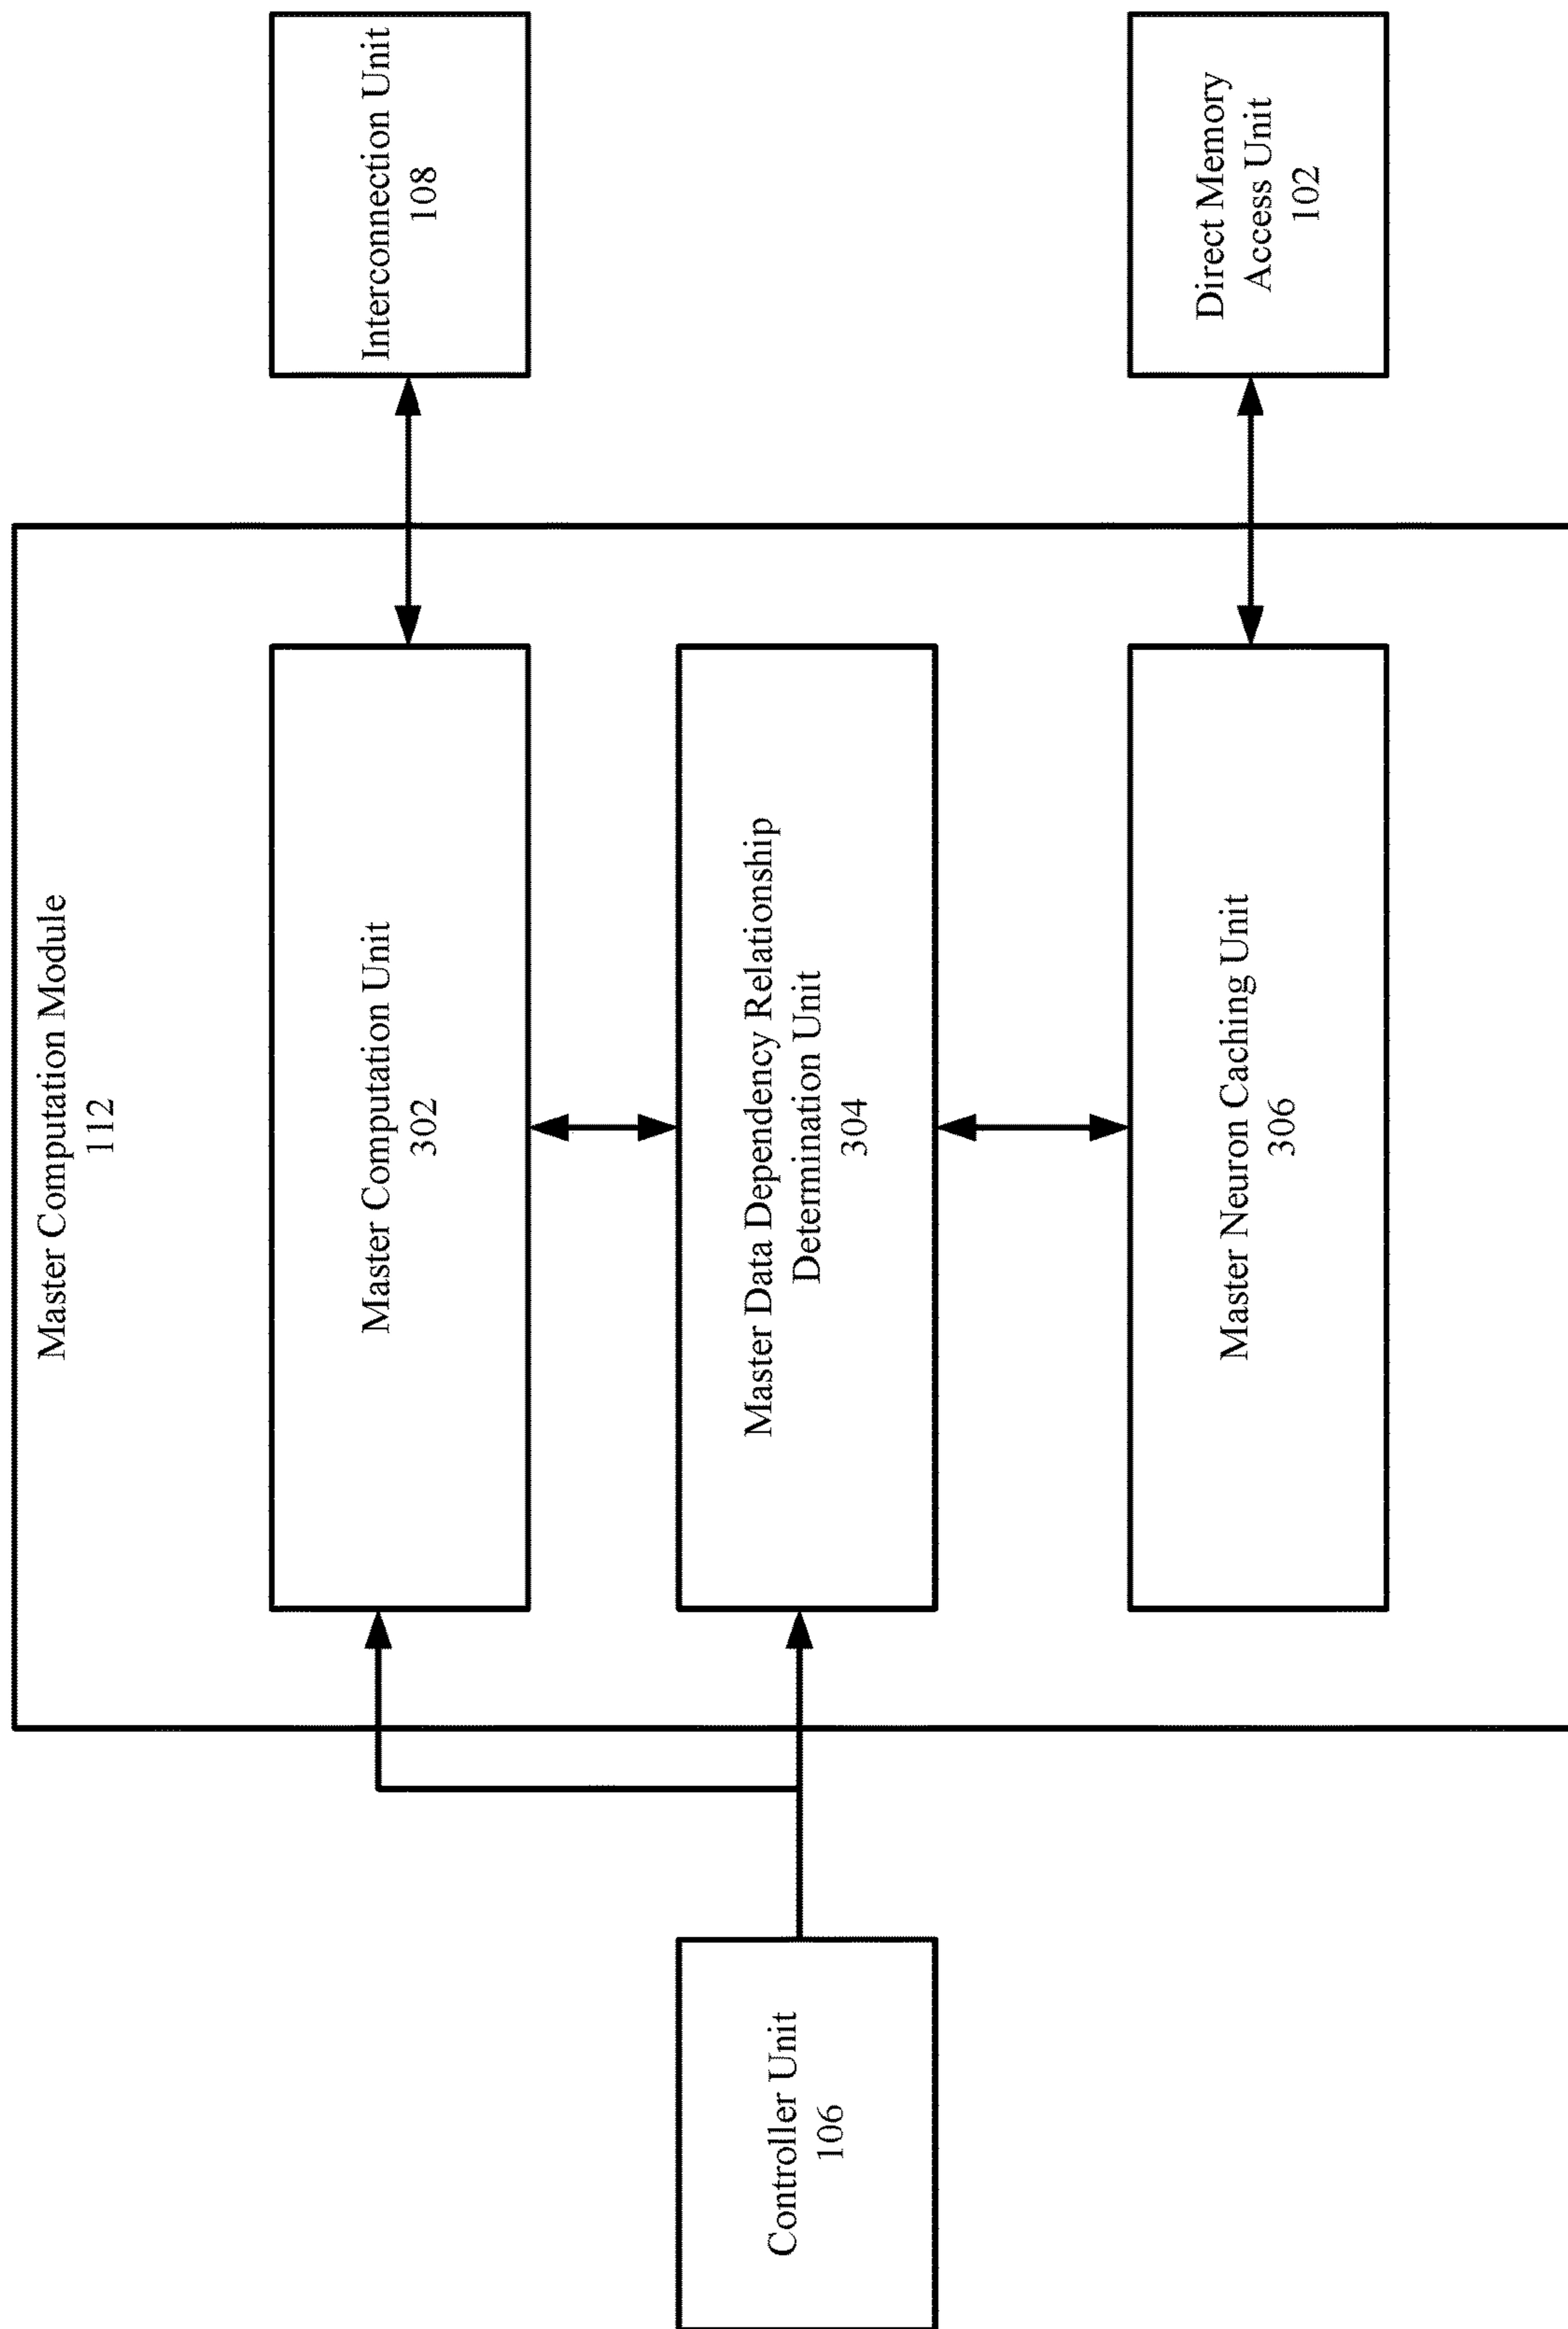 Master Computation Module
112
Controller Unit
106
Master Computation Unit
302
Master Data Dependency Relationship
Determination Unit
304
Master Neuron Caching Unit
306
Interconnection Unit
108
Direct Memory
Access Unit
102